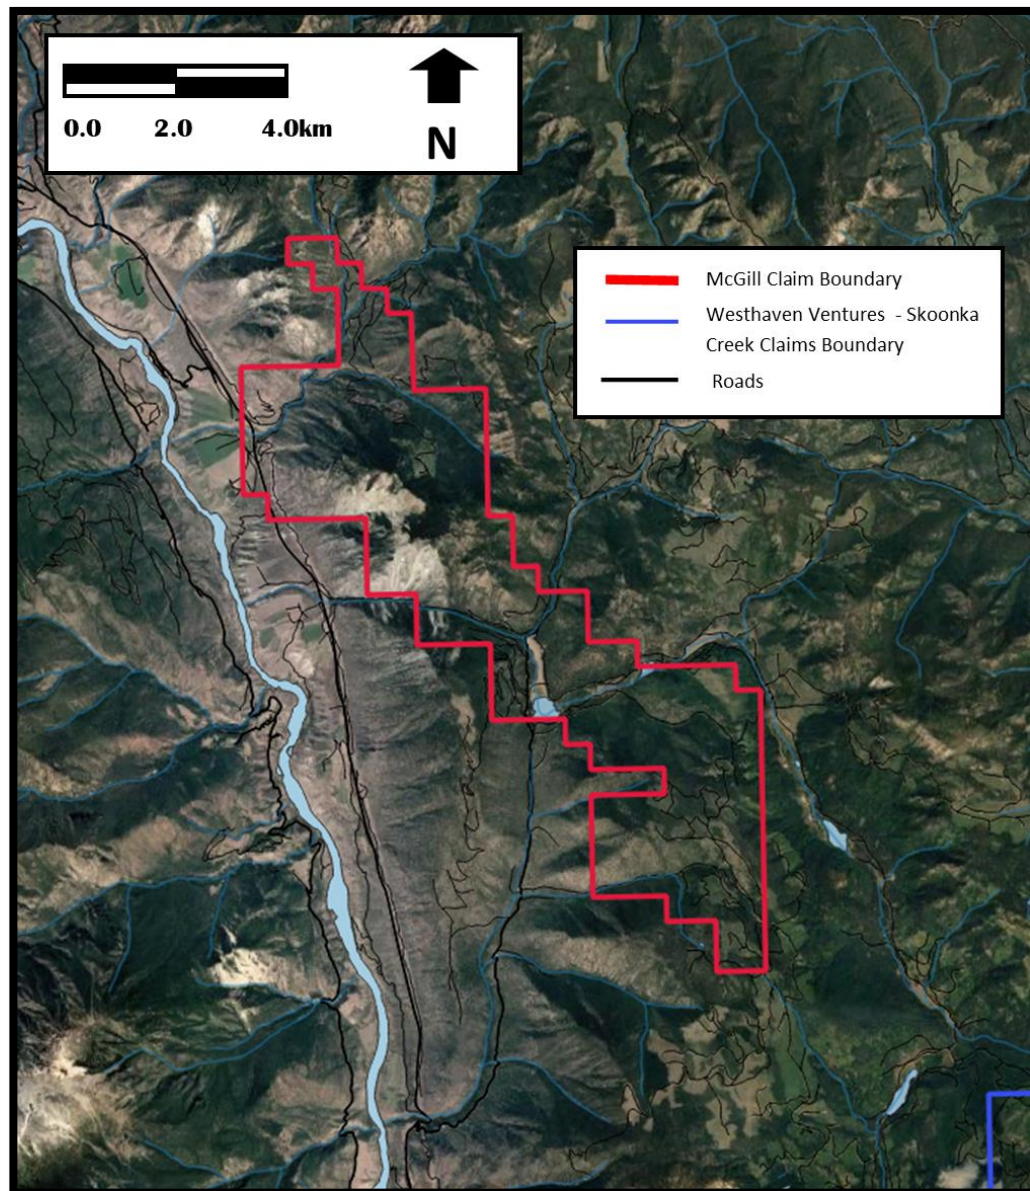 0.0 2.0 4.0km
N
McGill Claim Boundary
Westhaven Ventures - Skoonka
Creek Claims Boundary
Roads